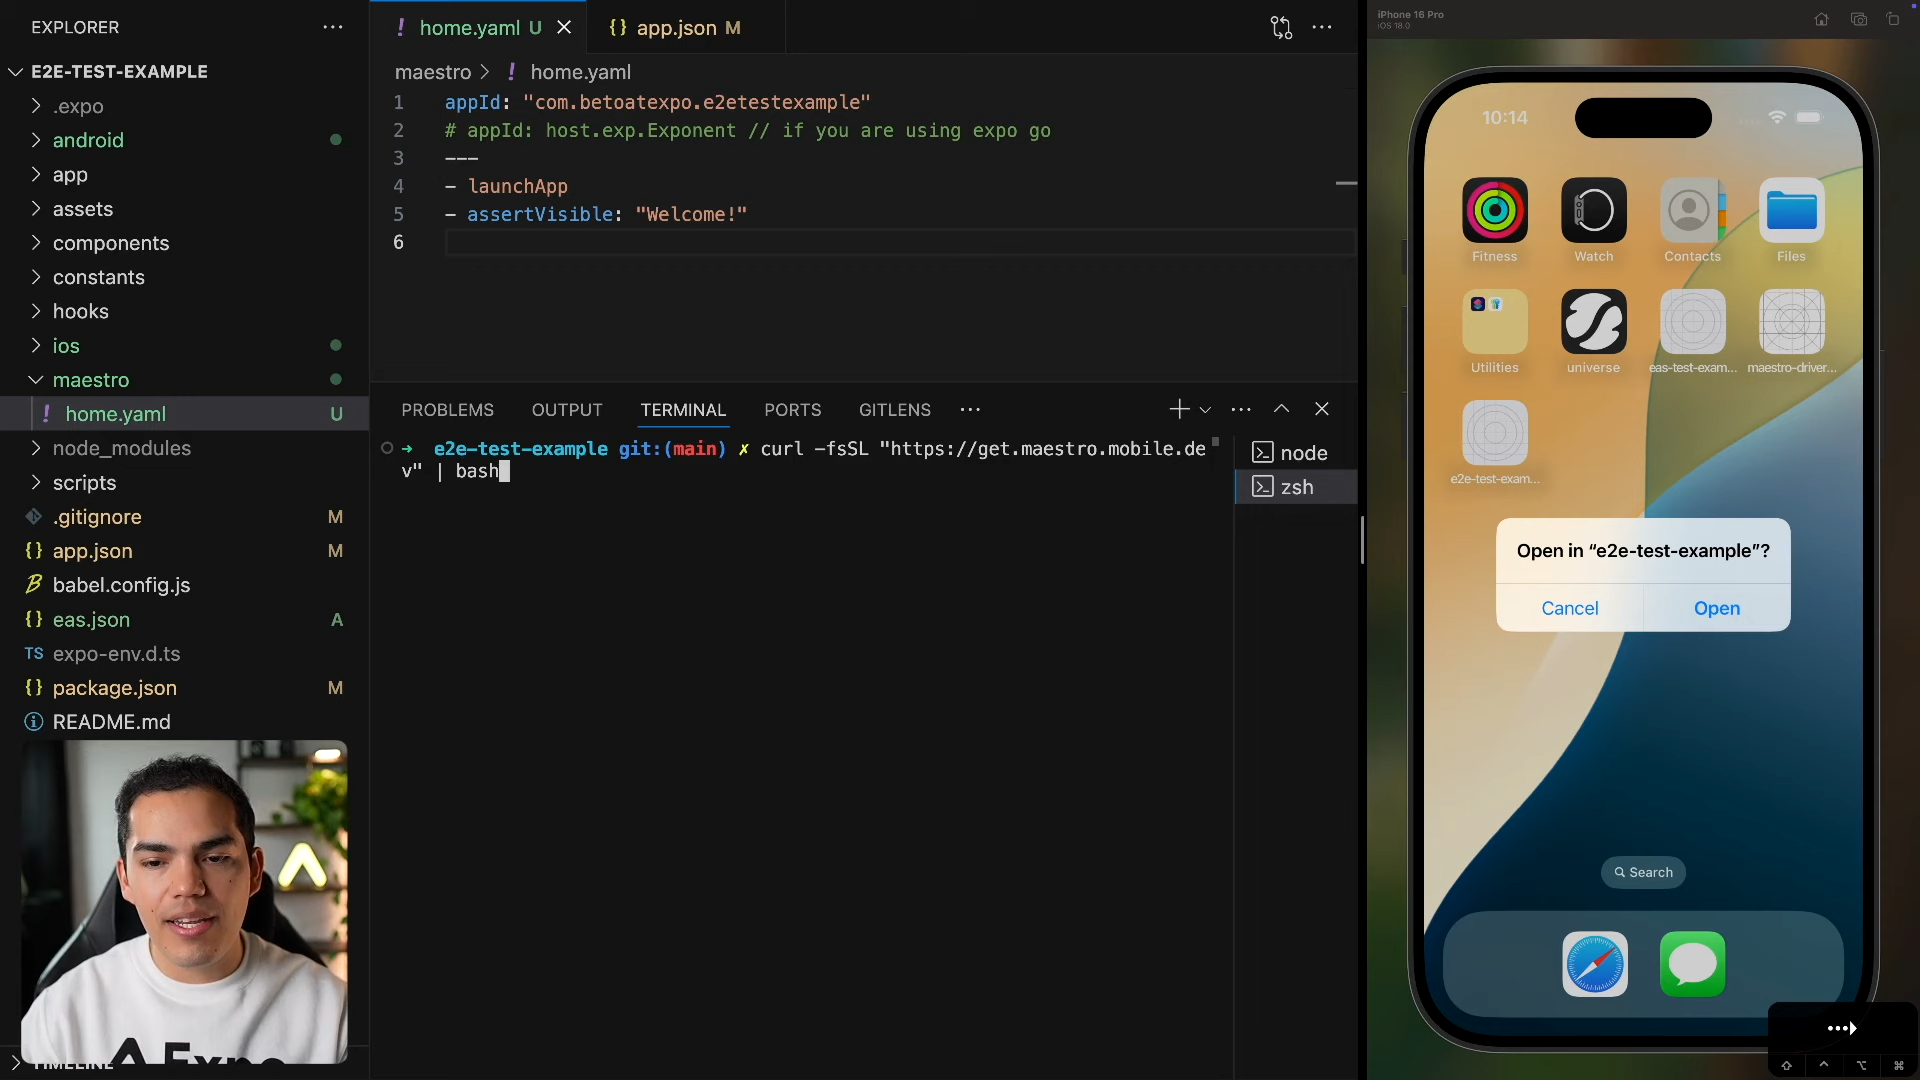 EXPLORER
E2E-TEST-EXAMPLE
.expo
android
app
assets
components
constants
hooks
ios
maestro
! home.yaml U
node_modules
scripts
.gitignore M
{} app.json M
babel.config.js
{} eas.json A
TS expo-env.d.ts
{} package.json M
README.md
TIMELINE
! home.yaml U
{} app.json M
maestro > ! home.yaml
1 appId: "com.betoatexpo.e2etestexample"
2 # appId: host.exp.Exponent // if you are using expo go
3 ---
4 - launchApp
5 - assertVisible: "Welcome!"
6
PROBLEMS OUTPUT TERMINAL PORTS GITLENS
➜ e2e-test-example git:(main) ✗ curl -fsSL "https://get.maestro.mobile.de
v" | bash
node
zsh
iPhone 16 Pro
iOS 18.0
10:14
Fitness Watch Contacts Files
Utilities universe eas-test-exam... maestro-driver...
e2e-test-exam...
Open in “e2e-test-example”?
Cancel Open
Search